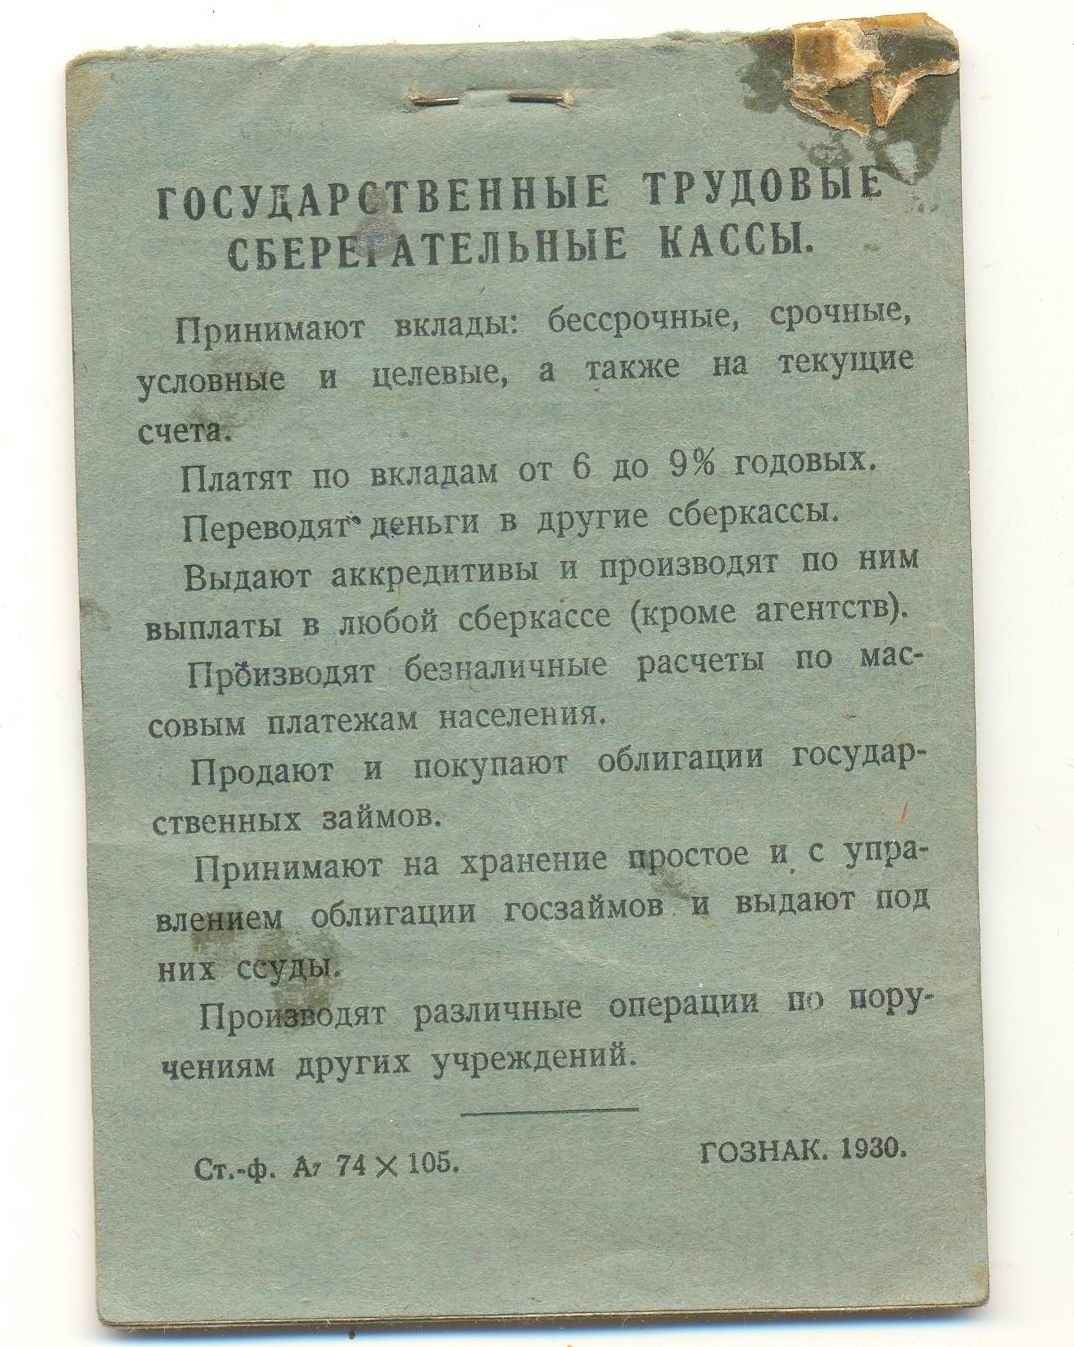 ГОСУДАРСТВЕННЫЕ ТРУДОВЫЕ
СБЕРЕГАТЕЛЬНЫЕ КАССЫ.
Принимают вклады: бессрочные, срочные,
условные и целевые, а также на текущие
счета.
Платят по вкладам от 6 до 9% годовых.
Переводят деньги в другие сберкассы.
Выдают аккредитивы и производят по ним
выплаты в любой сберкассе (кроме агентств).
Производят безналичные расчеты по мас-
совым платежам населения.
Продают и покупают облигации государ-
ственных займов.
Принимают на хранение простое и с упра-
влением облигации госзаймов и выдают под
них ссуды.
Производят различные операции по пору-
чениям других учреждений.
Ст.-ф. А7 74 × 105.
ГОЗНАК. 1930.